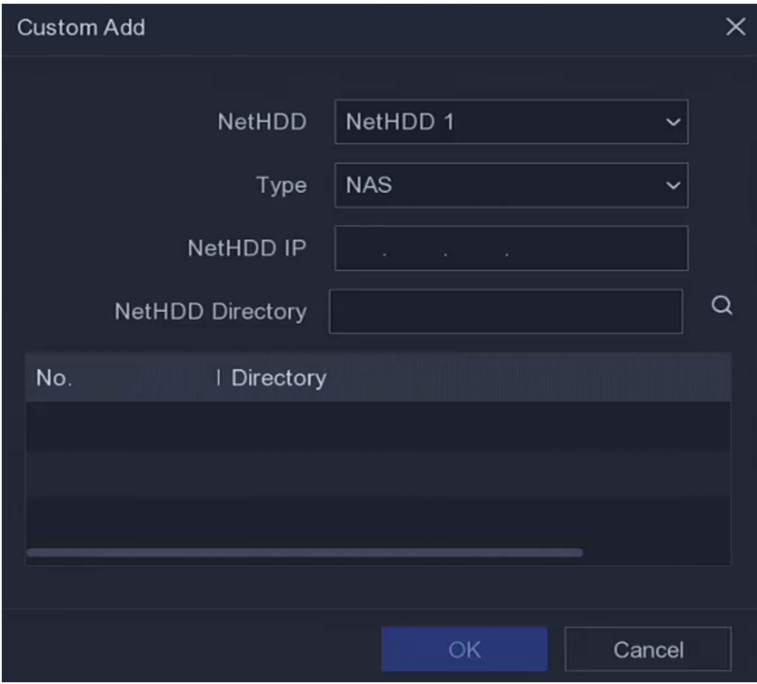 Custom Add
NetHDD NetHDD 1
Type NAS
NetHDD IP . . .
NetHDD Directory
No. Directory
OK Cancel